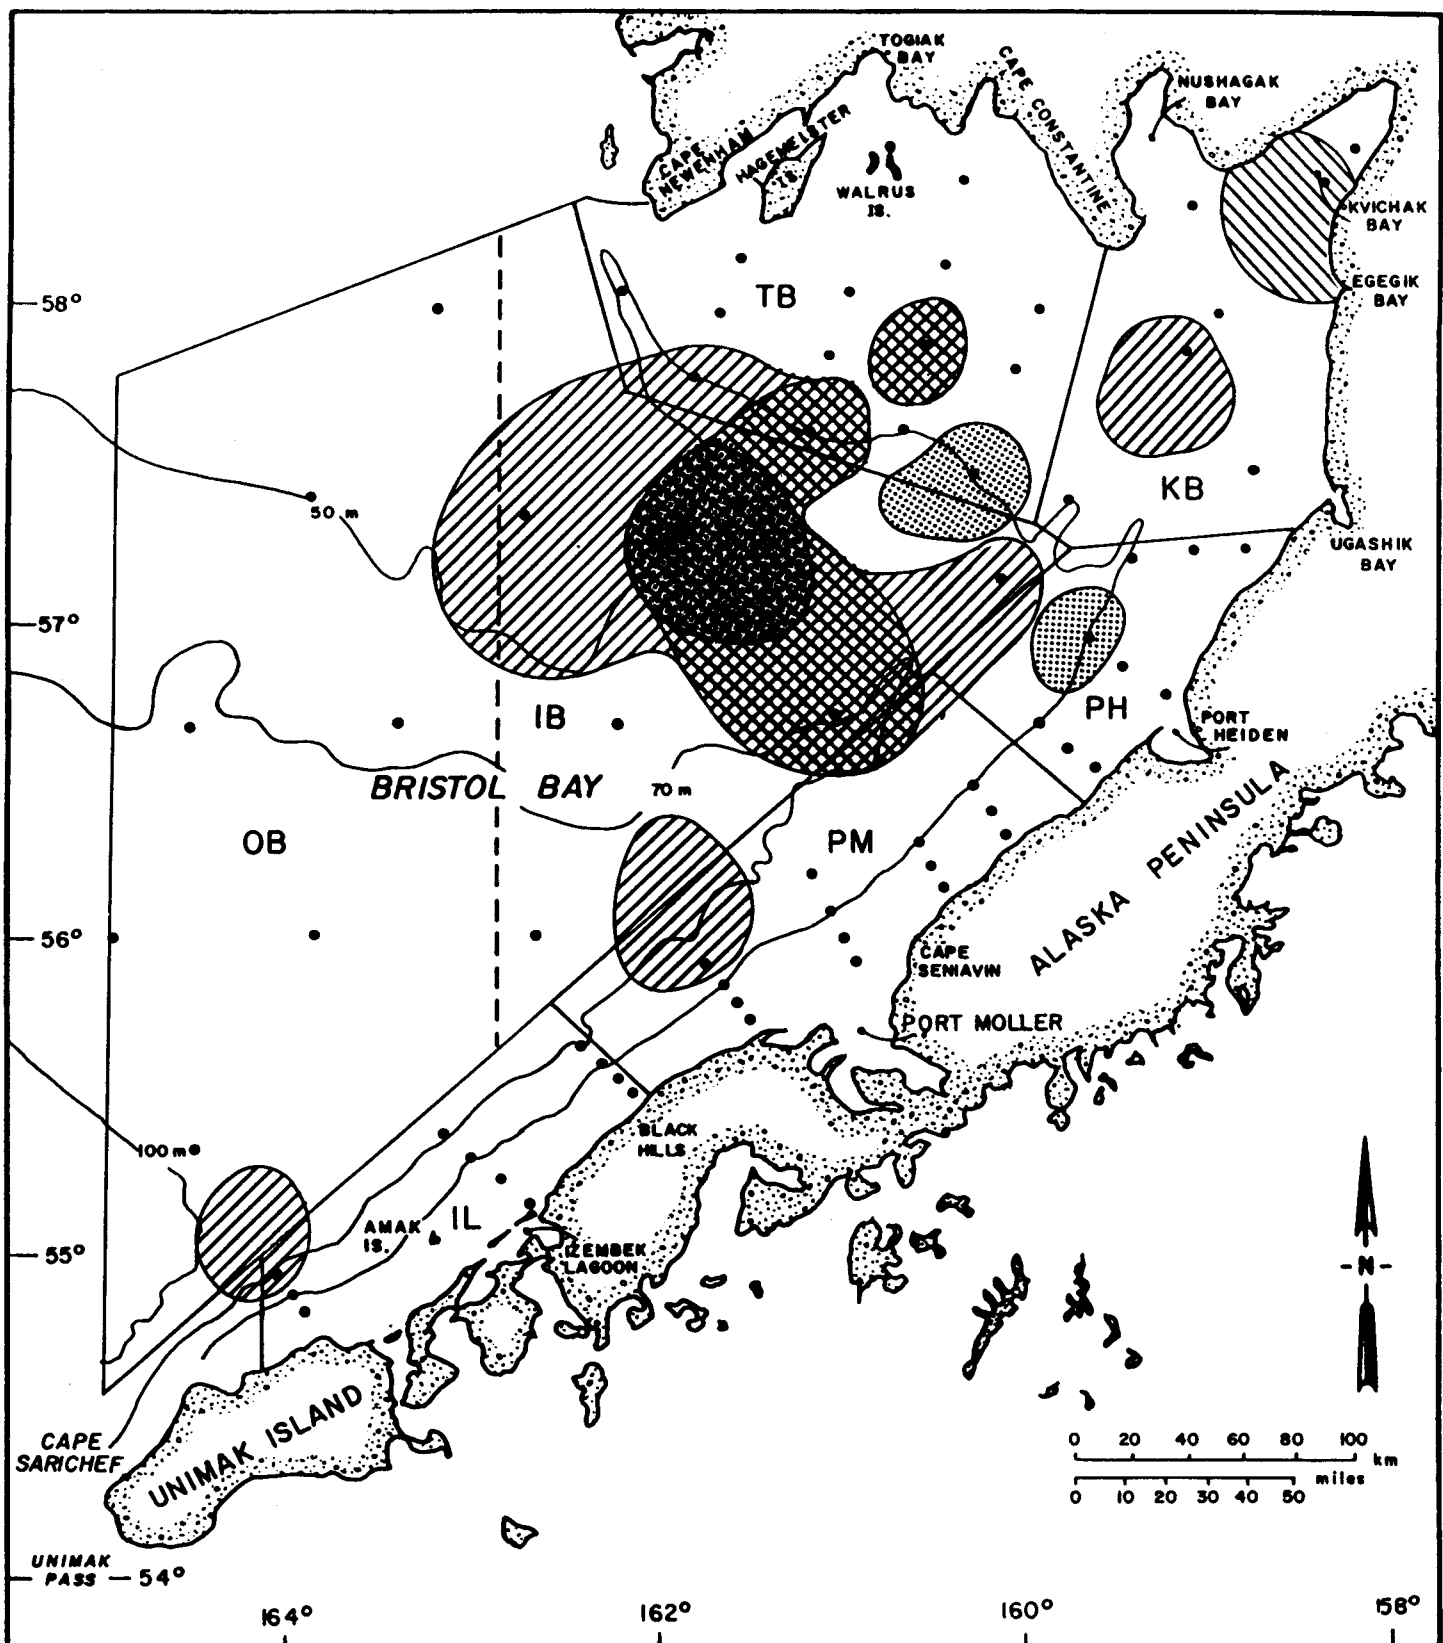 TOGIAK
BAY
CAPE CONSTANTINE
NUSHAGAK
BAY
CAPE
NEWENHAM
HAGEMEISTER
IS.
WALRUS
IS.
KVICHAK
BAY
EGEGIK
BAY
58°
TB
50 m
KB
UGASHIK
BAY
57°
IB
PH
PORT
HEIDEN
BRISTOL BAY
70 m
OB
PM
ALASKA PENINSULA
56°
CAPE
SENIAVIN
PORT MOLLER
BLACK
HILLS
100 m
AMAK
IS.
IL
55°
IZEMBEK
LAGOON
N
CAPE
SARICHEF
UNIMAK ISLAND
0 20 40 60 80 100
km
miles
0 10 20 30 40 50
UNIMAK
PASS
54°
164°
162°
160°
158°